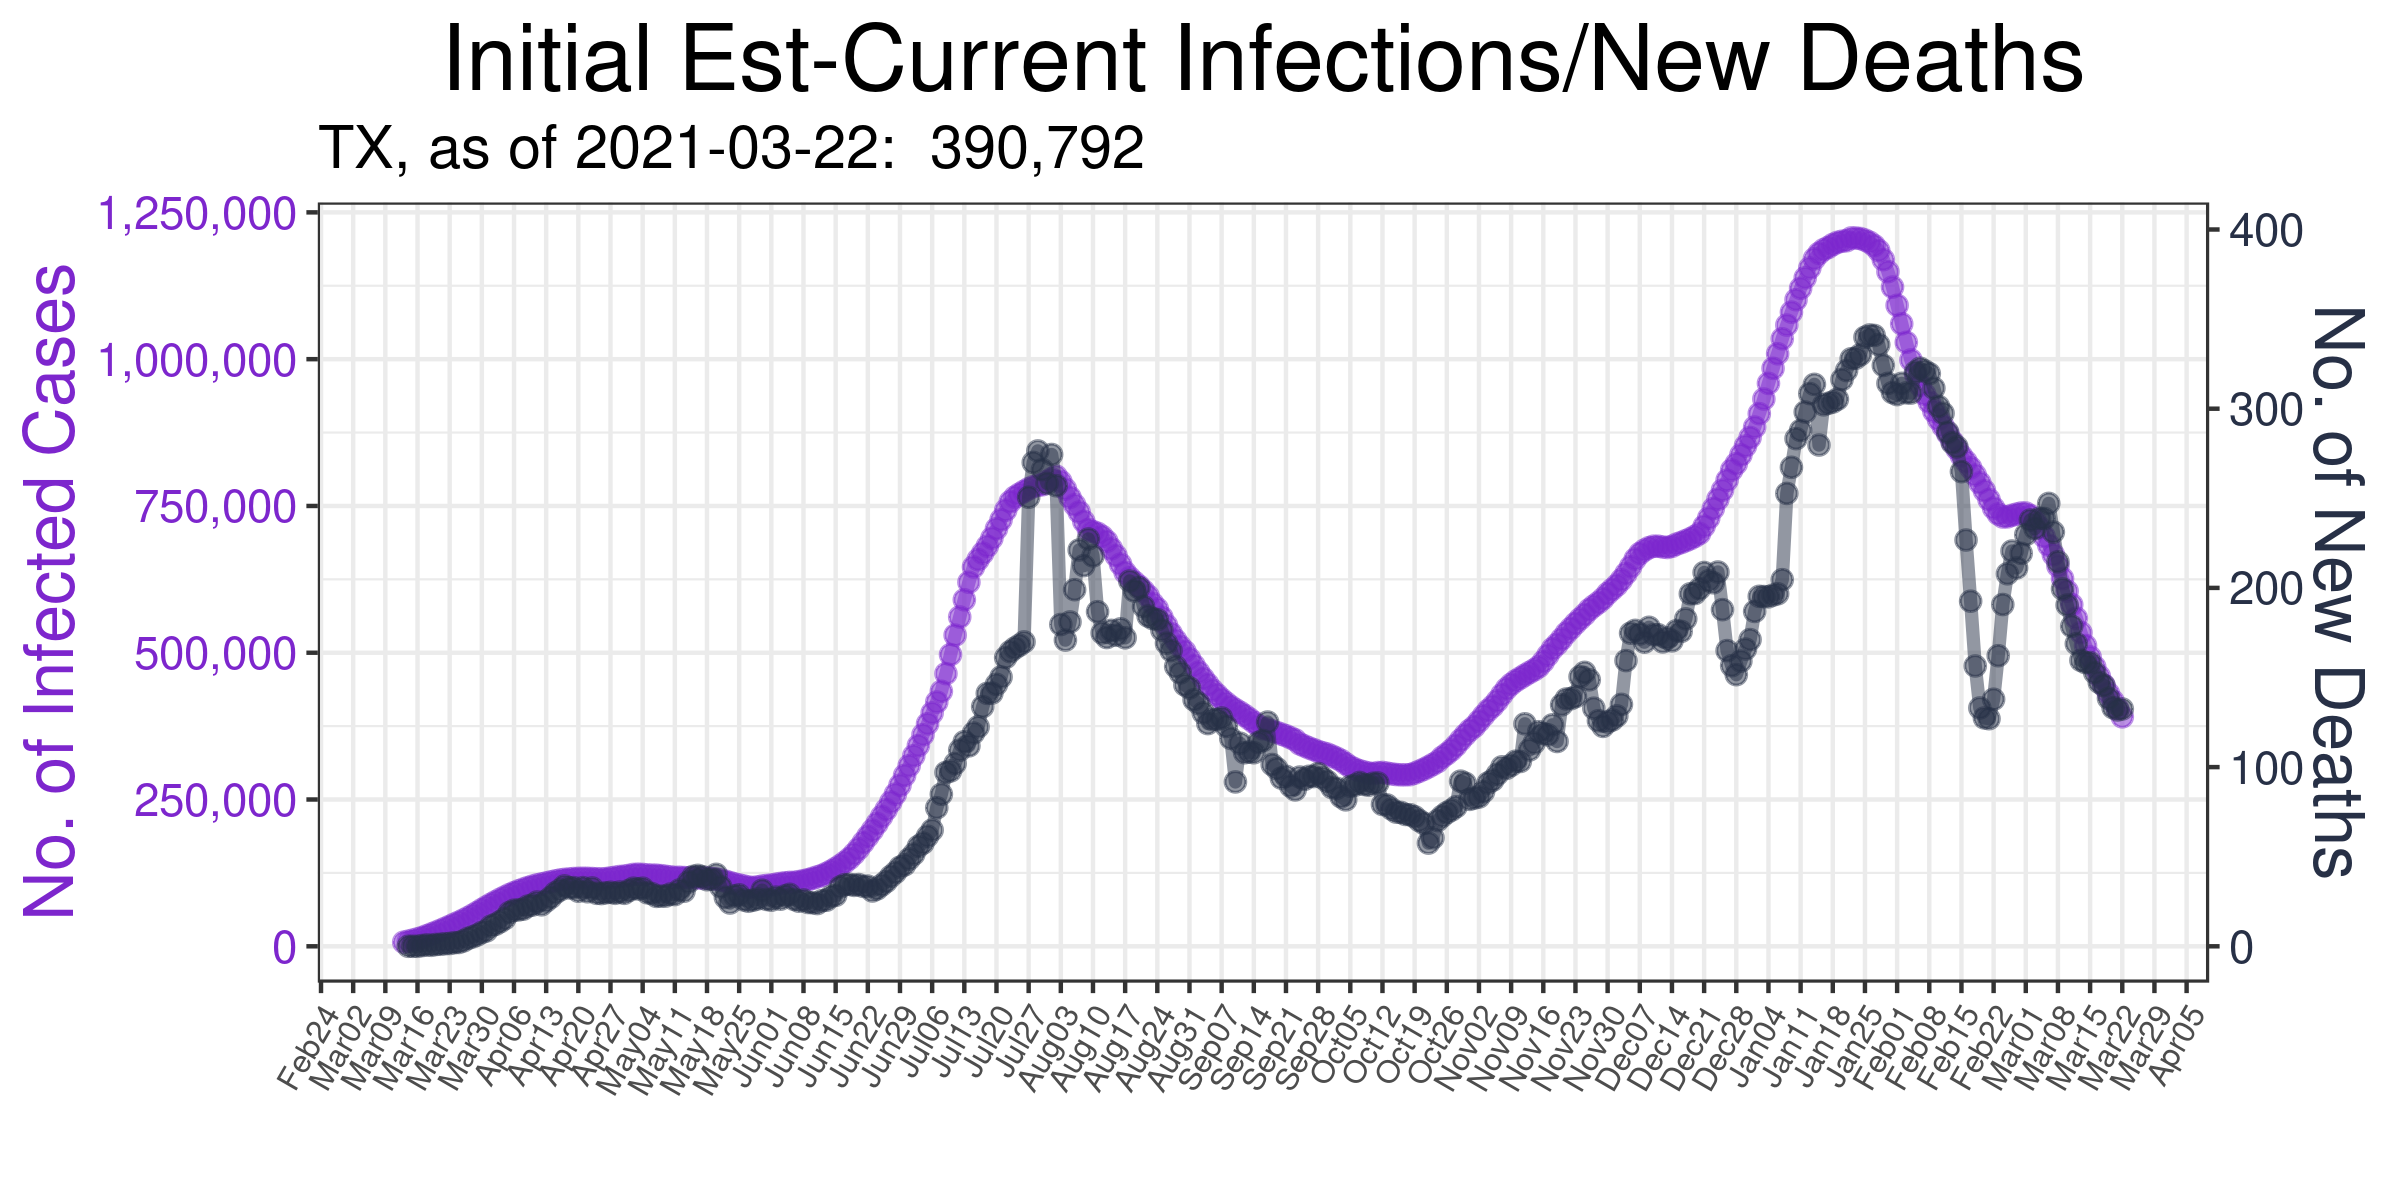 Initial Est-Current Infections/New Deaths
TX, as of 2021-03-22:  390,792
No. of Infected Cases
1,250,000
1,000,000
750,000
500,000
250,000
0
400
300
200
100
0
No. of New Deaths
Feb24
Mar02
Mar09
Mar16
Mar23
Mar30
Apr06
Apr13
Apr20
Apr27
May04
May11
May18
May25
Jun01
Jun08
Jun15
Jun22
Jun29
Jul06
Jul13
Jul20
Jul27
Aug03
Aug10
Aug17
Aug24
Aug31
Sep07
Sep14
Sep21
Sep28
Oct05
Oct12
Oct19
Oct26
Nov02
Nov09
Nov16
Nov23
Nov30
Dec07
Dec14
Dec21
Dec28
Jan04
Jan11
Jan18
Jan25
Feb01
Feb08
Feb15
Feb22
Mar01
Mar08
Mar15
Mar22
Mar29
Apr05